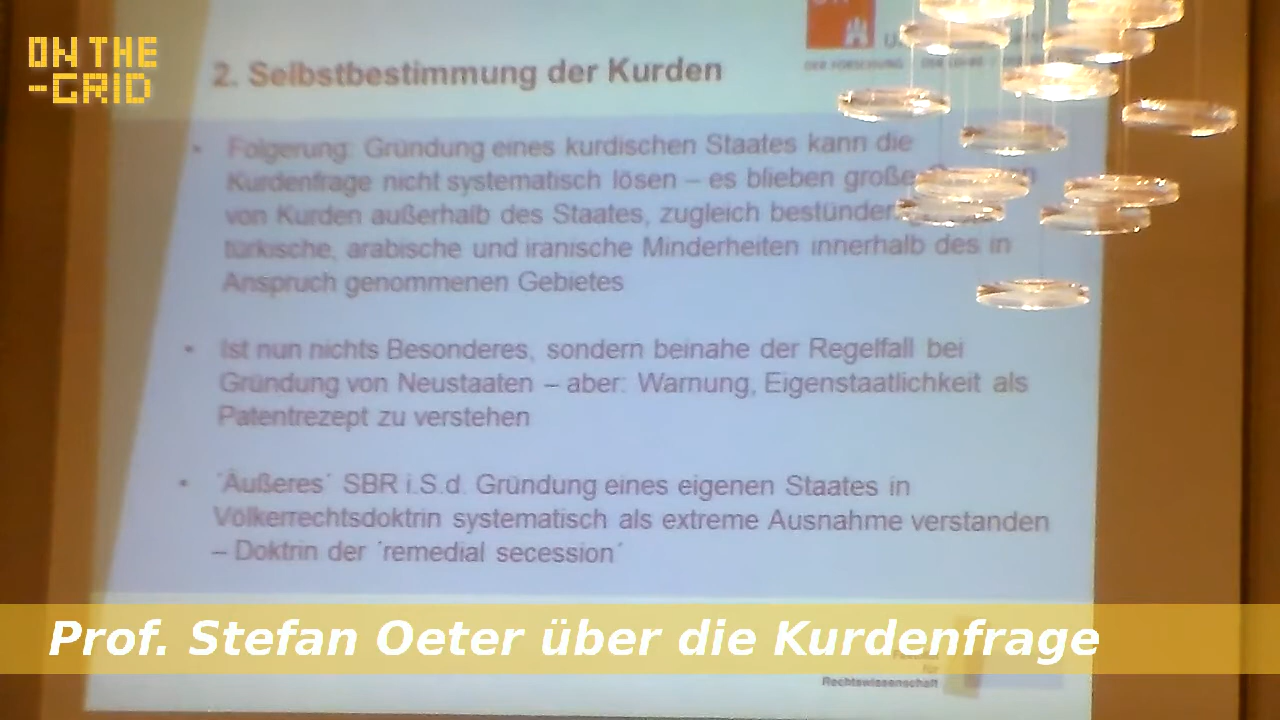 ON THE
-GRID
2. Selbstbestimmung der Kurden
DER FORSCHUNG
• Folgerung: Gründung eines kurdischen Staates kann die
Kurdenfrage nicht systematisch lösen – es blieben große
von Kurden außerhalb des Staates, zugleich bestünden
türkische, arabische und iranische Minderheiten innerhalb des in
Anspruch genommenen Gebietes
• Ist nun nichts Besonderes, sondern beinahe der Regelfall bei
Gründung von Neustaaten – aber: Warnung, Eigenstaatlichkeit als
Patentrezept zu verstehen
• ´Äußeres´ SBR i.S.d. Gründung eines eigenen Staates in
Völkerrechtsdoktrin systematisch als extreme Ausnahme verstanden
– Doktrin der ´remedial secession´
Prof. Stefan Oeter über die Kurdenfrage
für
Rechtswissenschaft